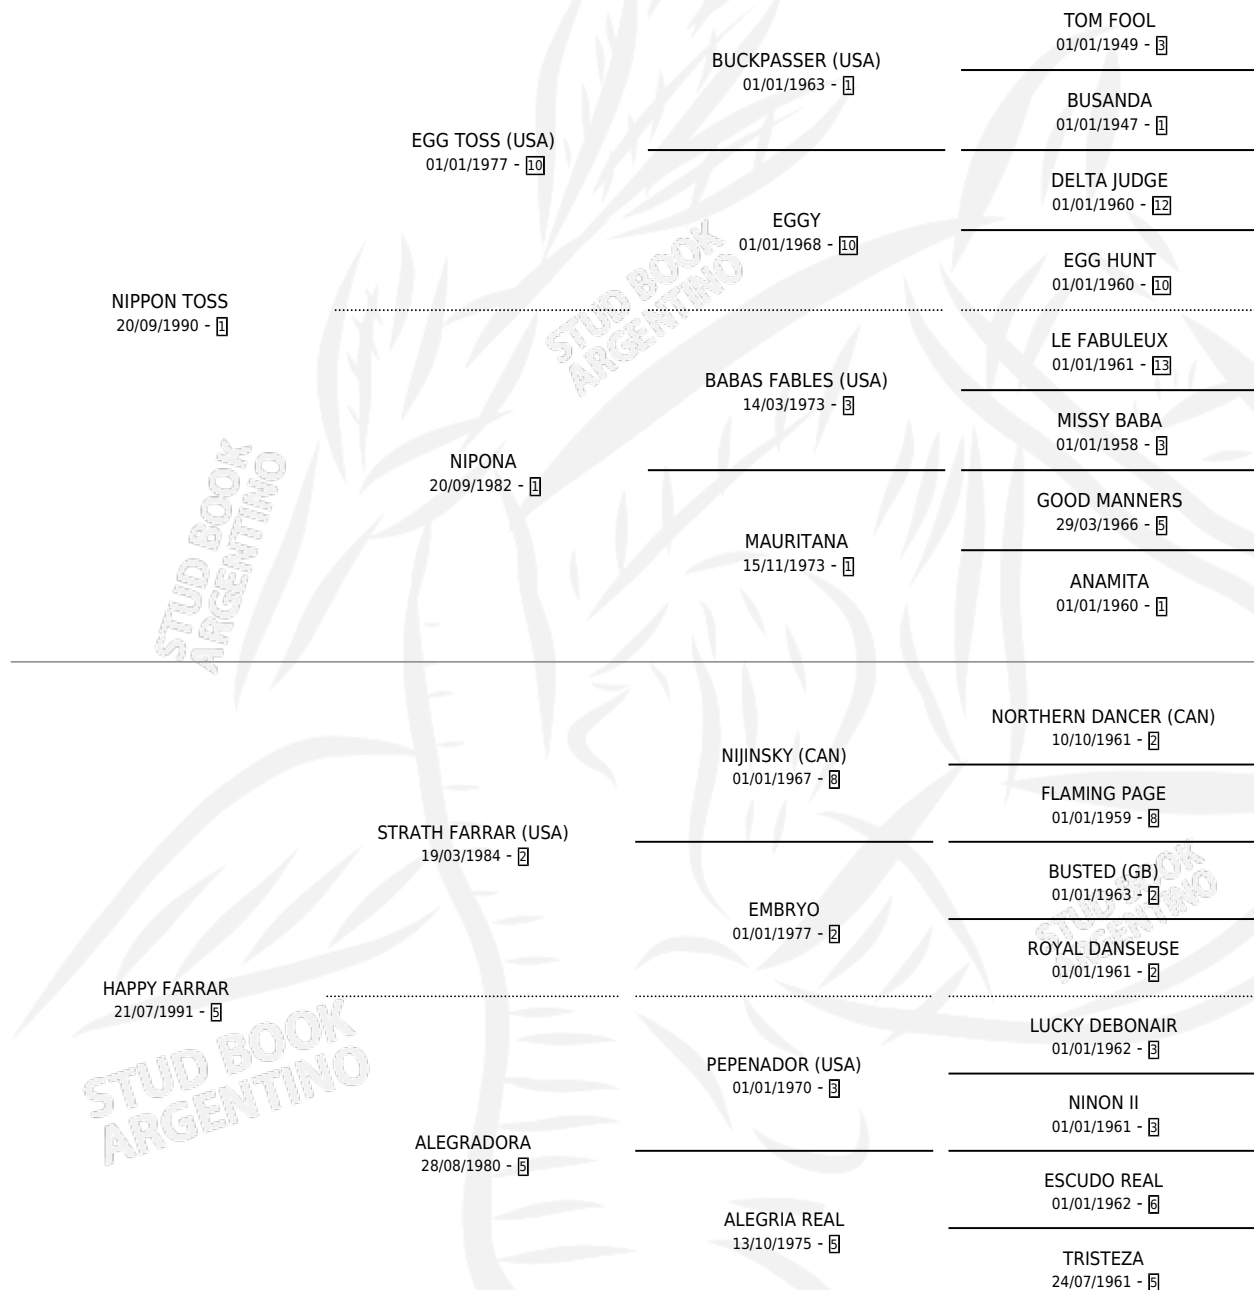 TOM FOOL
01/01/1949 - 3
BUCKPASSER (USA)
01/01/1963 - 1
BUSANDA
01/01/1947 - 1
EGG TOSS (USA)
01/01/1977 - 10
DELTA JUDGE
01/01/1960 - 12
EGGY
01/01/1968 - 10
EGG HUNT
01/01/1960 - 10
NIPPON TOSS
20/09/1990 - 1
LE FABULEUX
01/01/1961 - 13
BABAS FABLES (USA)
14/03/1973 - 3
MISSY BABA
01/01/1958 - 3
NIPONA
20/09/1982 - 1
GOOD MANNERS
29/03/1966 - 5
MAURITANA
15/11/1973 - 1
ANAMITA
01/01/1960 - 1
STUD BOOK
ARGENTINO
STUD BOOK
ARGENTINO
NORTHERN DANCER (CAN)
10/10/1961 - 2
NIJINSKY (CAN)
01/01/1967 - 8
FLAMING PAGE
01/01/1959 - 8
STRATH FARRAR (USA)
19/03/1984 - 2
BUSTED (GB)
01/01/1963 - 2
EMBRYO
01/01/1977 - 2
ROYAL DANSEUSE
01/01/1961 - 2
HAPPY FARRAR
21/07/1991 - 5
LUCKY DEBONAIR
01/01/1962 - 3
PEPENADOR (USA)
01/01/1970 - 3
NINON II
01/01/1961 - 3
ALEGRADORA
28/08/1980 - 5
ESCUDO REAL
01/01/1962 - 6
ALEGRIA REAL
13/10/1975 - 5
TRISTEZA
24/07/1961 - 5
STUD BOOK
ARGENTINO
STUD BOOK
ARGENTINO